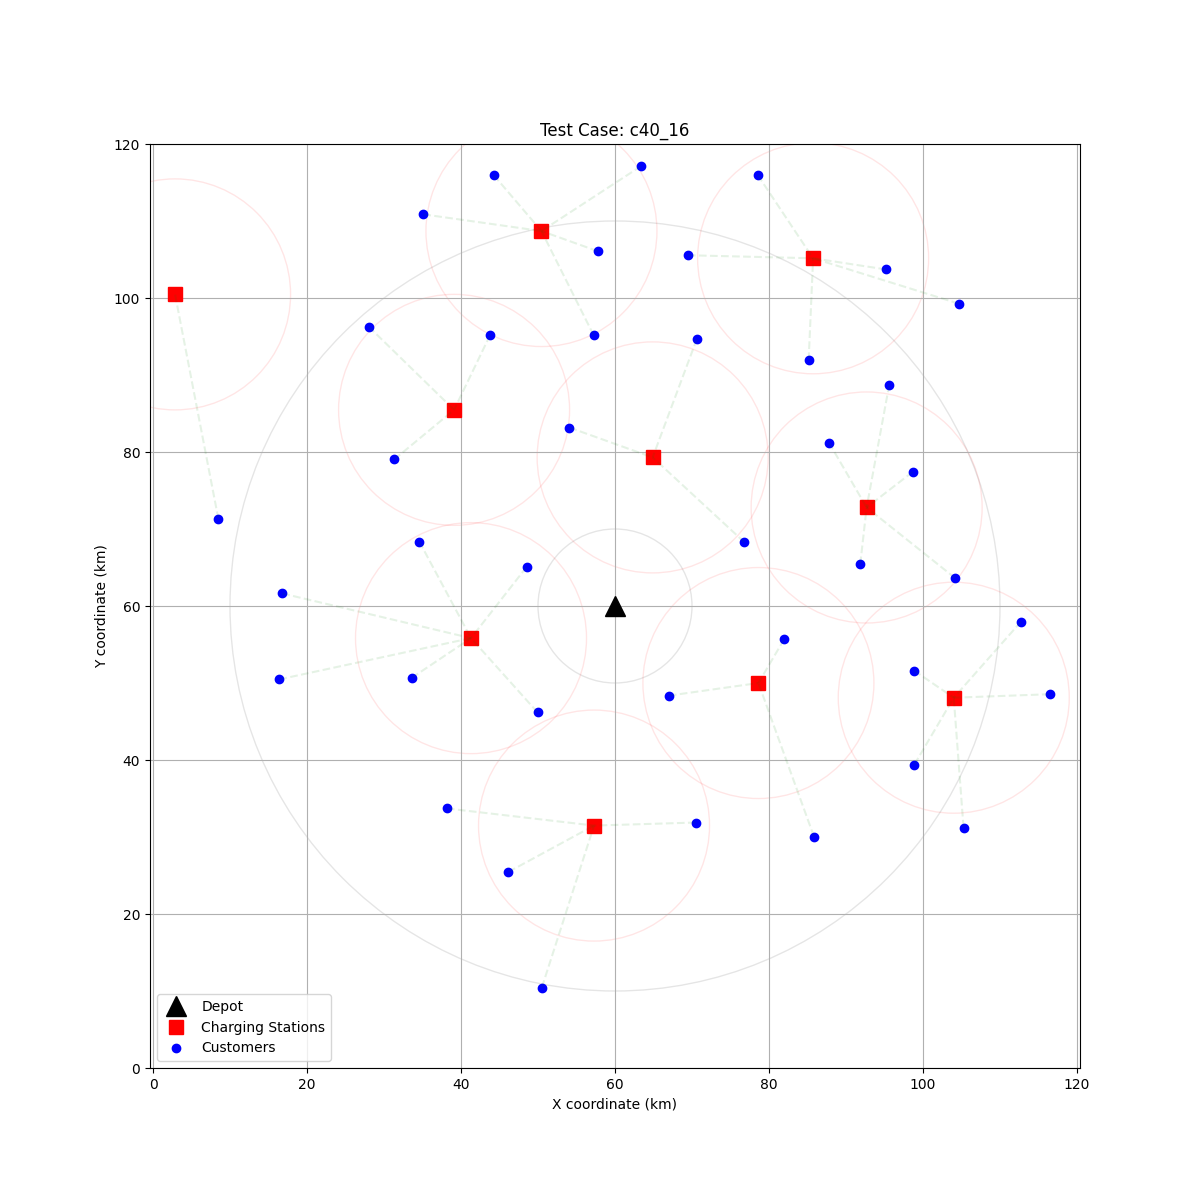 Test Case: c40_16
120
100
80
60
40
20
0
Y coordinate (km)
Depot
Charging Stations
Customers
0 20 40 60 80 100 120
X coordinate (km)